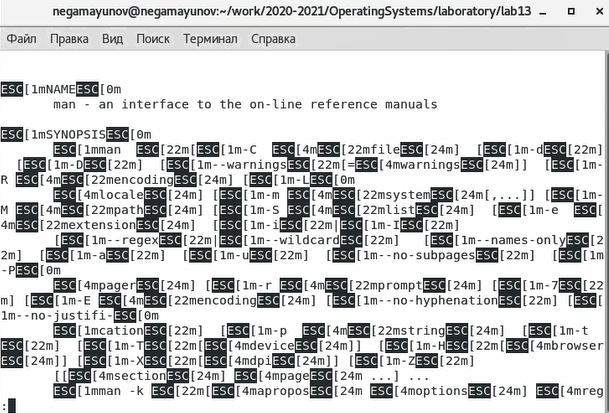 negamayunov@negamayunov:~/work/2020-2021/OperatingSystems/laboratory/lab13
Файл Правка Вид Поиск Терминал Справка
ESC[1mNAMEESC[0m
man - an interface to the on-line reference manuals
ESC[1mSYNOPSISESC[0m
ESC[1mman ESC[22m[ESC[1m-C ESC[4mESC[22mfileESC[24m] [ESC[1m-dESC[22m]
[ESC[1m-DESC[22m] [ESC[1m--warningsESC[22m[=ESC[4mwarningsESC[24m]] [ESC[1m-
R ESC[4mESC[22mencodingESC[24m] [ESC[1m-LESC[0m
ESC[4mlocaleESC[24m] [ESC[1m-m ESC[4mESC[22msystemESC[24m[,...]] [ESC[1m-
M ESC[4mESC[22mpathESC[24m] [ESC[1m-S ESC[4mESC[22mlistESC[24m] [ESC[1m-e ESC[
4mESC[22mextensionESC[24m] [ESC[1m-iESC[22m|ESC[1m-IESC[22m]
[ESC[1m--regexESC[22m|ESC[1m--wildcardESC[22m] [ESC[1m--names-onlyESC[2
2m] [ESC[1m-aESC[22m] [ESC[1m-uESC[22m] [ESC[1m--no-subpagesESC[22m] [ESC[1m
-PESC[0m
ESC[4mpagerESC[24m] [ESC[1m-r ESC[4mESC[22mpromptESC[24m] [ESC[1m-7ESC[22
m] [ESC[1m-E ESC[4mESC[22mencodingESC[24m] [ESC[1m--no-hyphenationESC[22m] [ESC[
1m--no-justifi-ESC[0m
ESC[1mcationESC[22m] [ESC[1m-p ESC[4mESC[22mstringESC[24m] [ESC[1m-t
ESC[22m] [ESC[1m-TESC[22m[ESC[4mdeviceESC[24m]] [ESC[1m-HESC[22m[ESC[4mbrowser
ESC[24m]] [ESC[1m-XESC[22m[ESC[4mdpiESC[24m]] [ESC[1m-ZESC[22m]
[[ESC[4msectionESC[24m] ESC[4mpageESC[24m ...] ...
ESC[1mman -k ESC[22m[ESC[4maproposESC[24m ESC[4moptionsESC[24m] ESC[4mreg
: